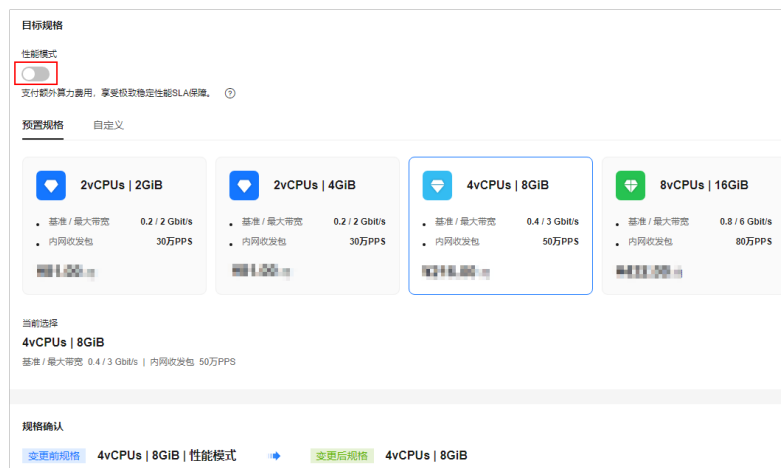 目标规格
性能模式
支付额外算力费用，享受极致稳定性能SLA保障。 ?
预置规格 自定义
2vCPUs | 2GiB
基准 / 最大带宽 0.2 / 2 Gbit/s
内网收发包 30万PPS
2vCPUs | 4GiB
基准 / 最大带宽 0.2 / 2 Gbit/s
内网收发包 30万PPS
4vCPUs | 8GiB
基准 / 最大带宽 0.4 / 3 Gbit/s
内网收发包 50万PPS
8vCPUs | 16GiB
基准 / 最大带宽 0.8 / 6 Gbit/s
内网收发包 80万PPS
当前选择
4vCPUs | 8GiB
基准 / 最大带宽 0.4 / 3 Gbit/s | 内网收发包 50万PPS
规格确认
变更前规格 4vCPUs | 8GiB | 性能模式 变更后规格 4vCPUs | 8GiB